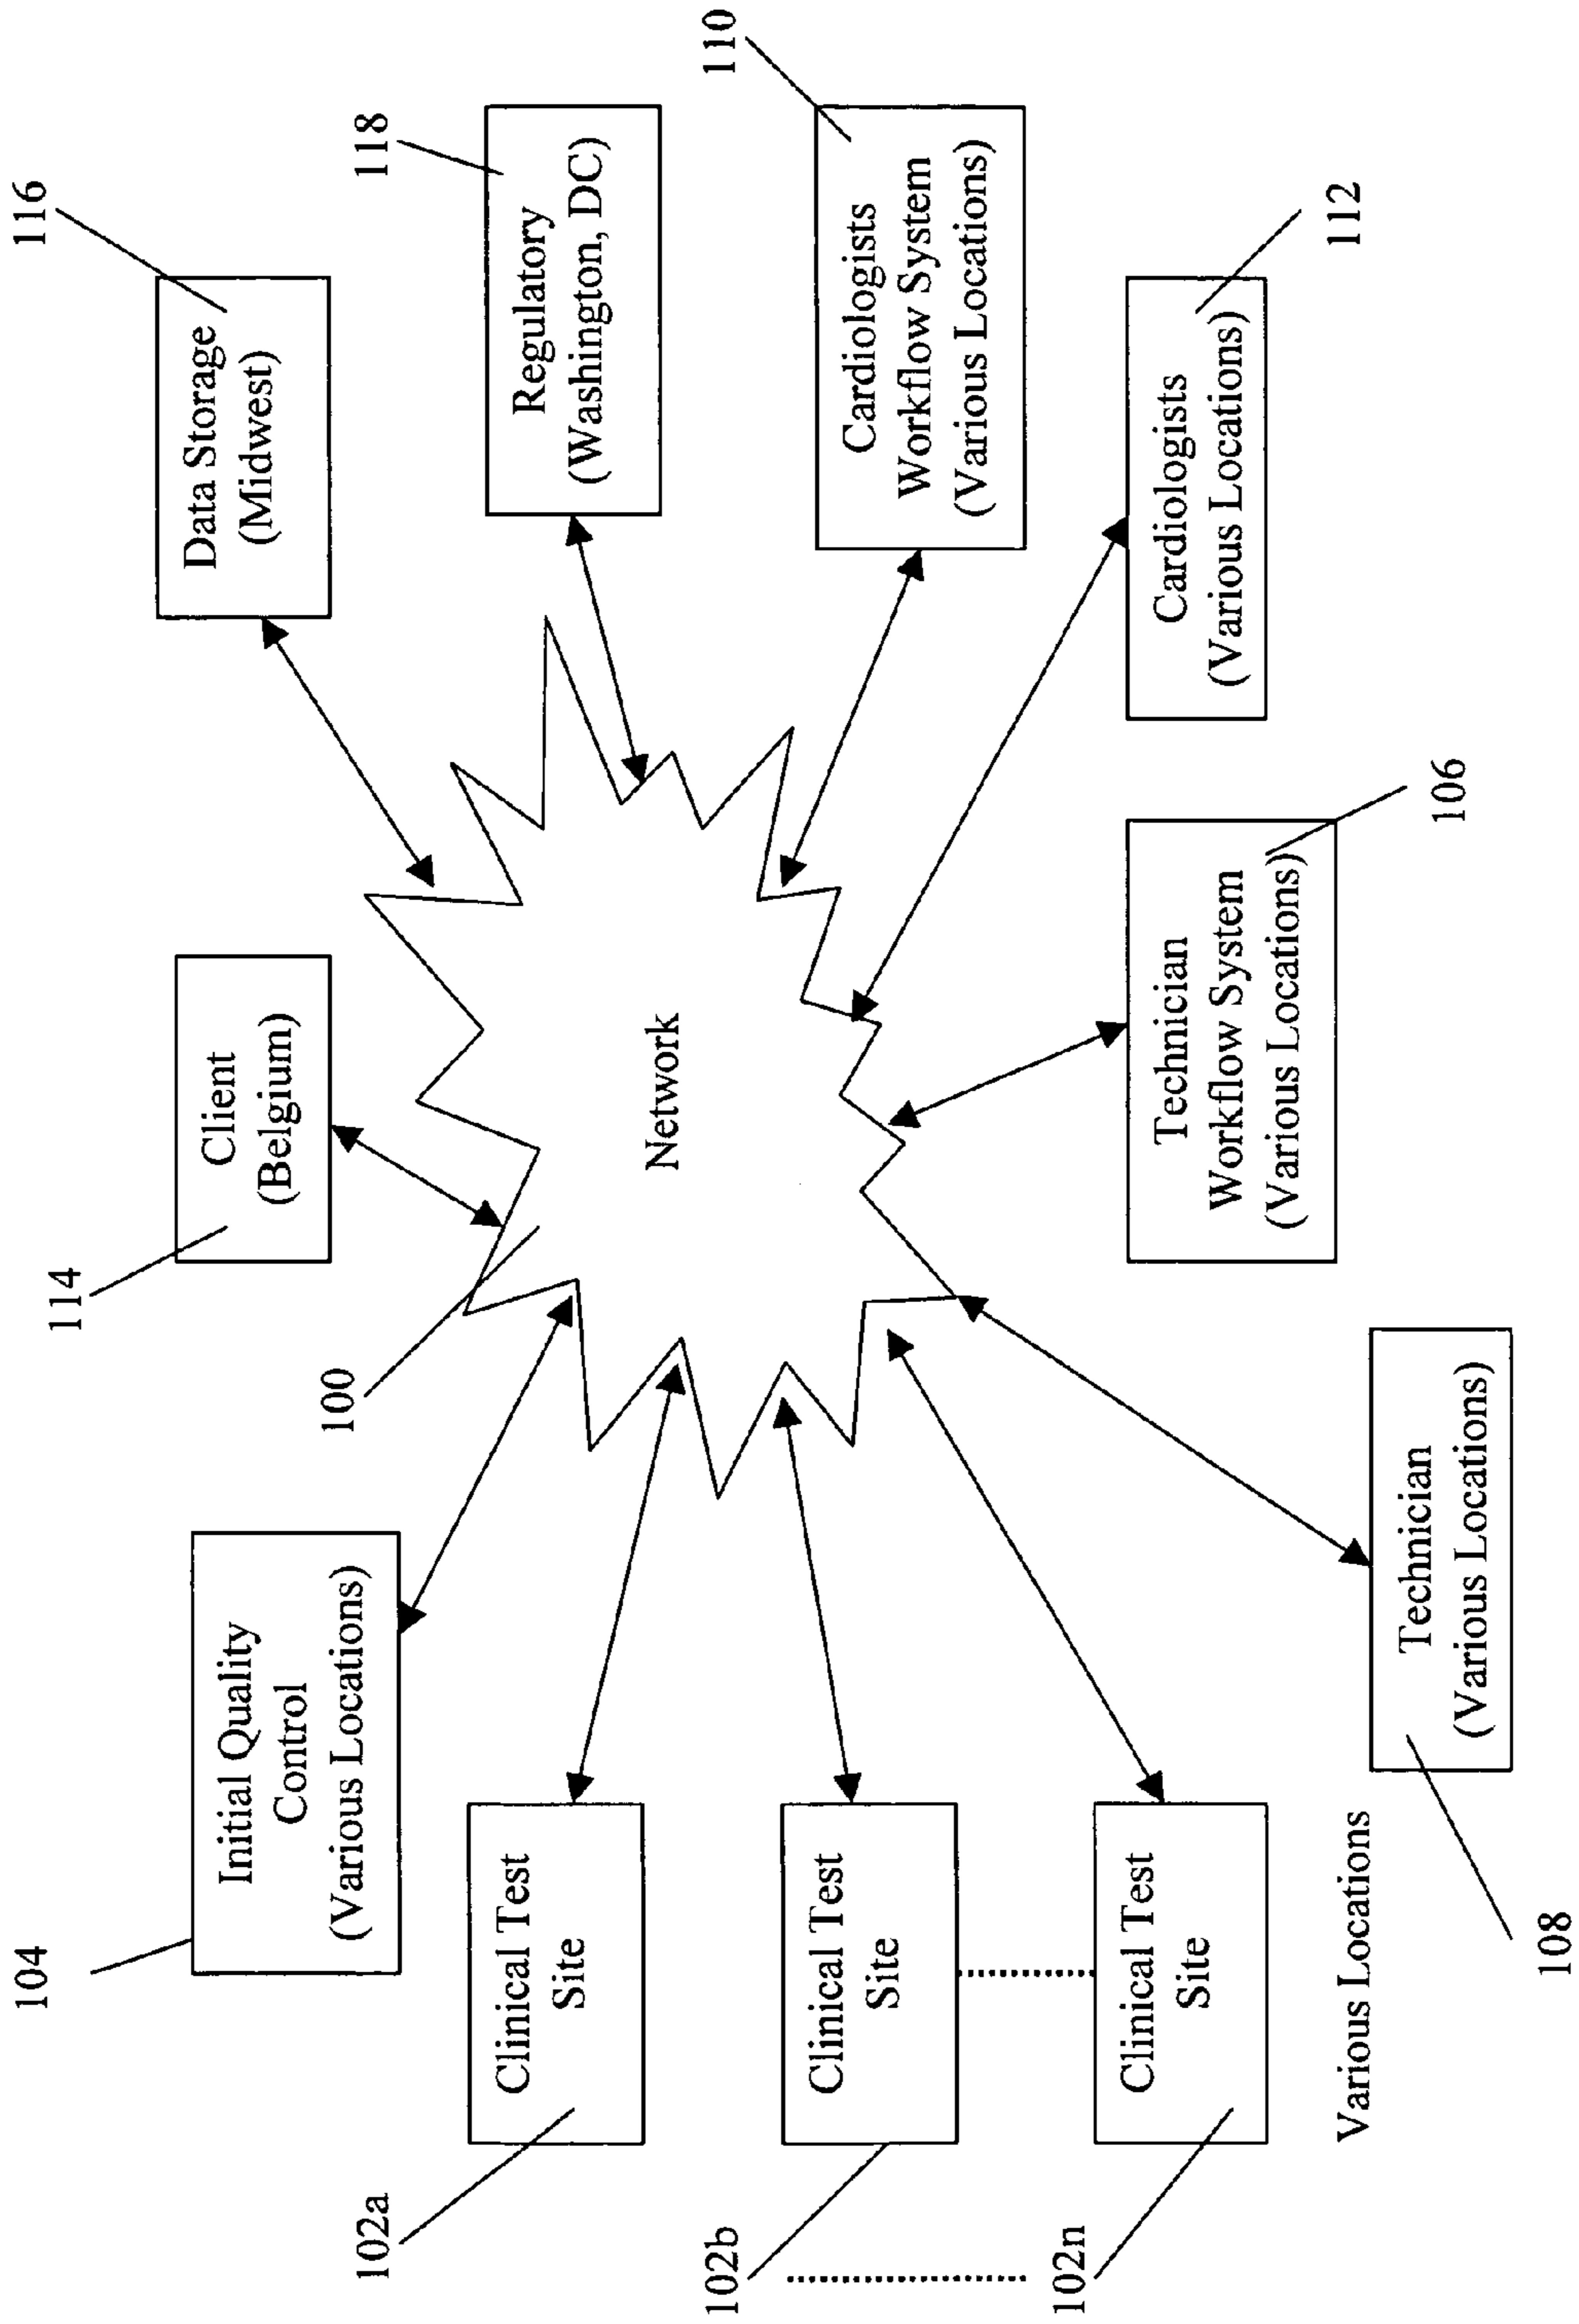 104
Initial Quality
Control
(Various Locations)
114
Client
(Belgium)
116
Data Storage
(Midwest)
100
118
Regulatory
(Washington, DC)
102a
Clinical Test
Site
Network
110
Cardiologists
Workflow System
(Various Locations)
102b
Clinical Test
Site
102n
Clinical Test
Site
Various Locations
108
Technician
(Various Locations)
Technician
Workflow System
(Various Locations)
106
Cardiologists
(Various Locations)
112